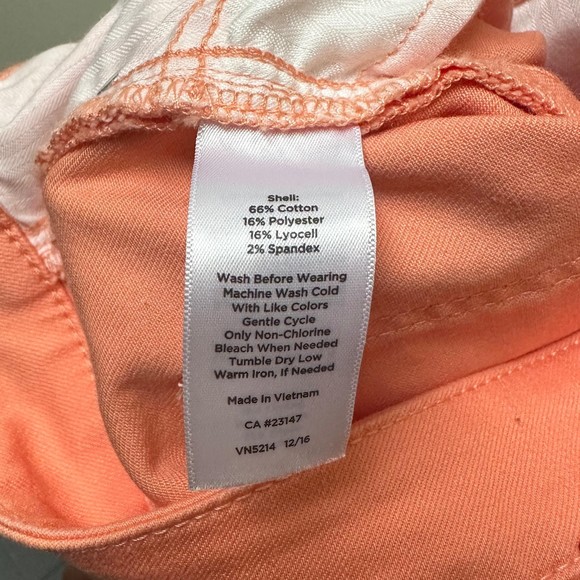 Shell:
66% Cotton
16% Polyester
16% Lyocell
2% Spandex
Wash Before Wearing
Machine Wash Cold
With Like Colors
Gentle Cycle
Only Non-Chlorine
Bleach When Needed
Tumble Dry Low
Warm Iron, If Needed
Made In Vietnam
CA #23147
VN5214 12/16